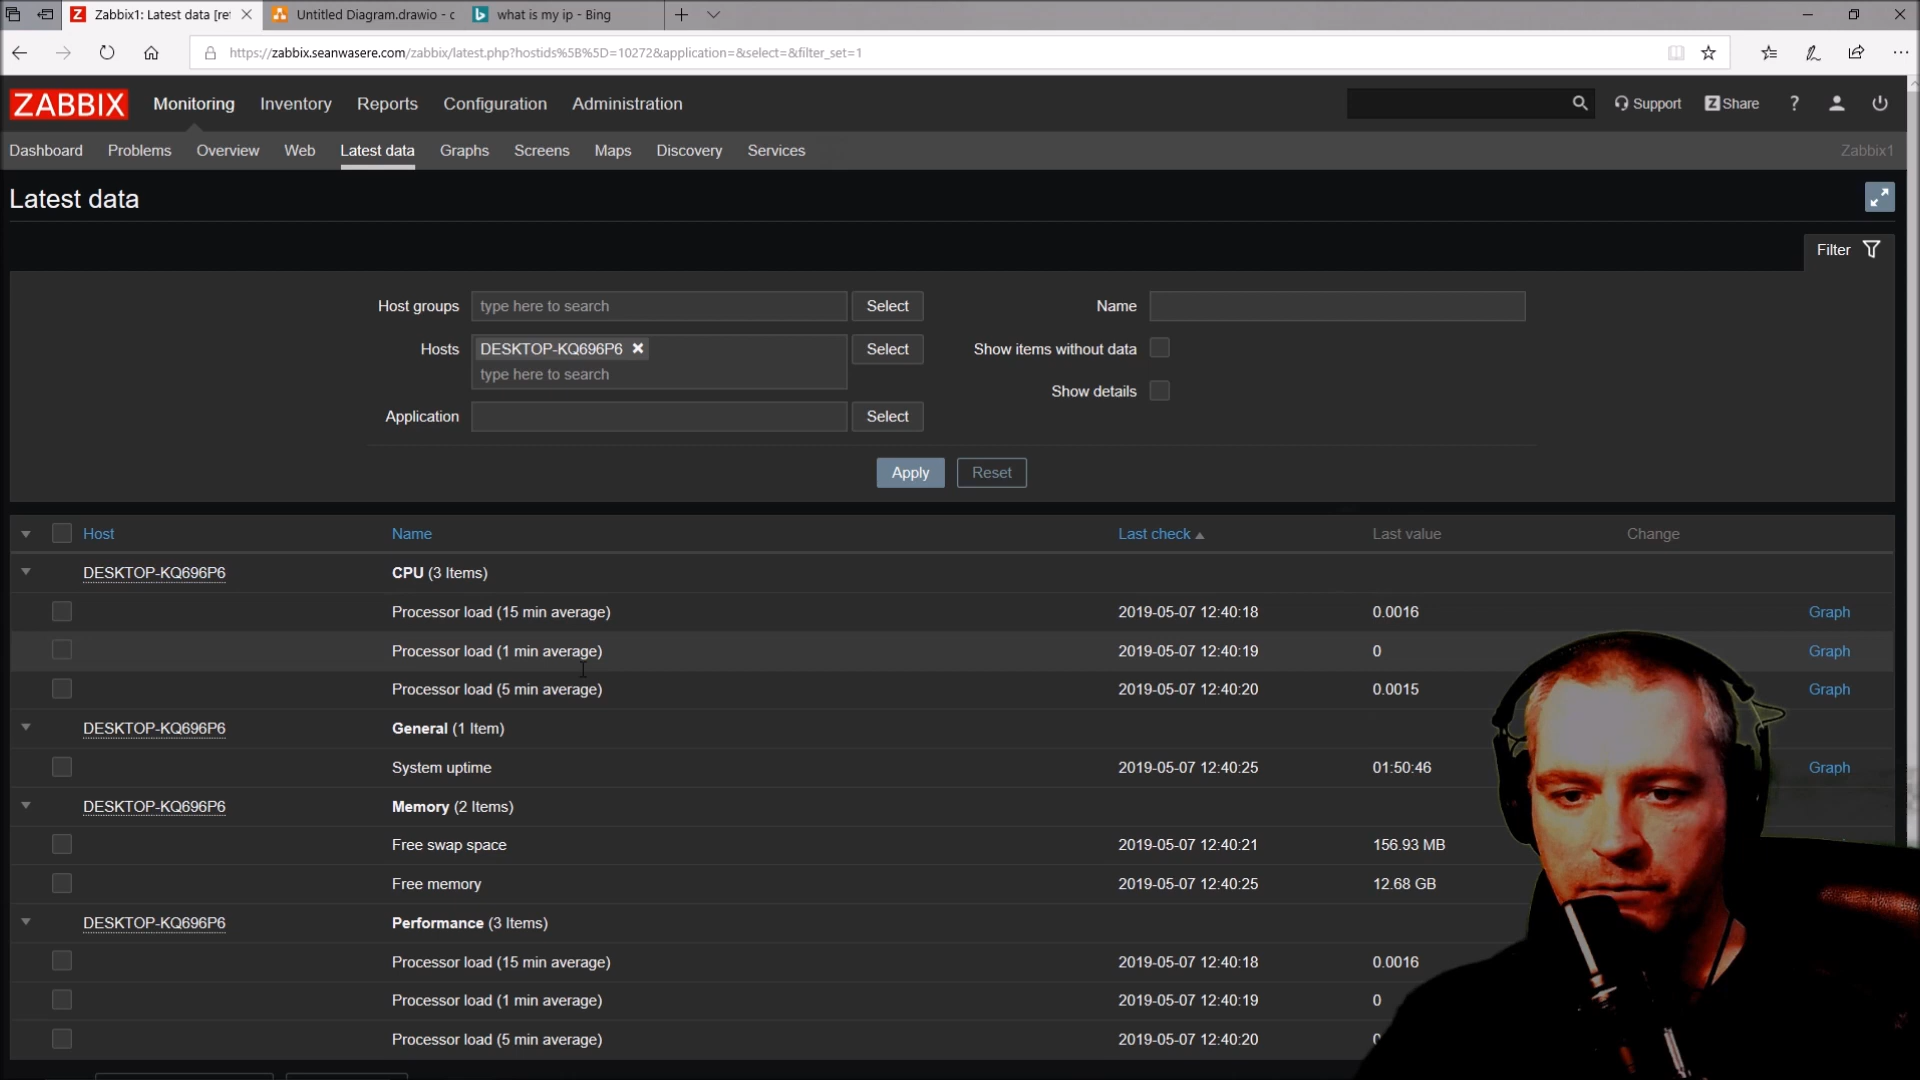 Zabbix1: Latest data [re
Untitled Diagram.drawio - c
what is my ip - Bing
https://zabbix.seanwasere.com/zabbix/latest.php?hostids%5B%5D=10272&application=&select=&filter_set=1
ZABBIX
Monitoring
Inventory
Reports
Configuration
Administration
Support
Z Share
?
Dashboard
Problems
Overview
Web
Latest data
Graphs
Screens
Maps
Discovery
Services
Zabbix1
Latest data
Filter
Host groups type here to search Select
Name
Hosts DESKTOP-KQ696P6 Select
type here to search
Show items without data
Show details
Application Select
Apply Reset
Host Name Last check Last value Change
DESKTOP-KQ696P6 CPU (3 Items)
Processor load (15 min average) 2019-05-07 12:40:18 0.0016 Graph
Processor load (1 min average) 2019-05-07 12:40:19 0 Graph
Processor load (5 min average) 2019-05-07 12:40:20 0.0015 Graph
DESKTOP-KQ696P6 General (1 Item)
System uptime 2019-05-07 12:40:25 01:50:46 Graph
DESKTOP-KQ696P6 Memory (2 Items)
Free swap space 2019-05-07 12:40:21 156.93 MB
Free memory 2019-05-07 12:40:25 12.68 GB
DESKTOP-KQ696P6 Performance (3 Items)
Processor load (15 min average) 2019-05-07 12:40:18 0.0016
Processor load (1 min average) 2019-05-07 12:40:19 0
Processor load (5 min average) 2019-05-07 12:40:20